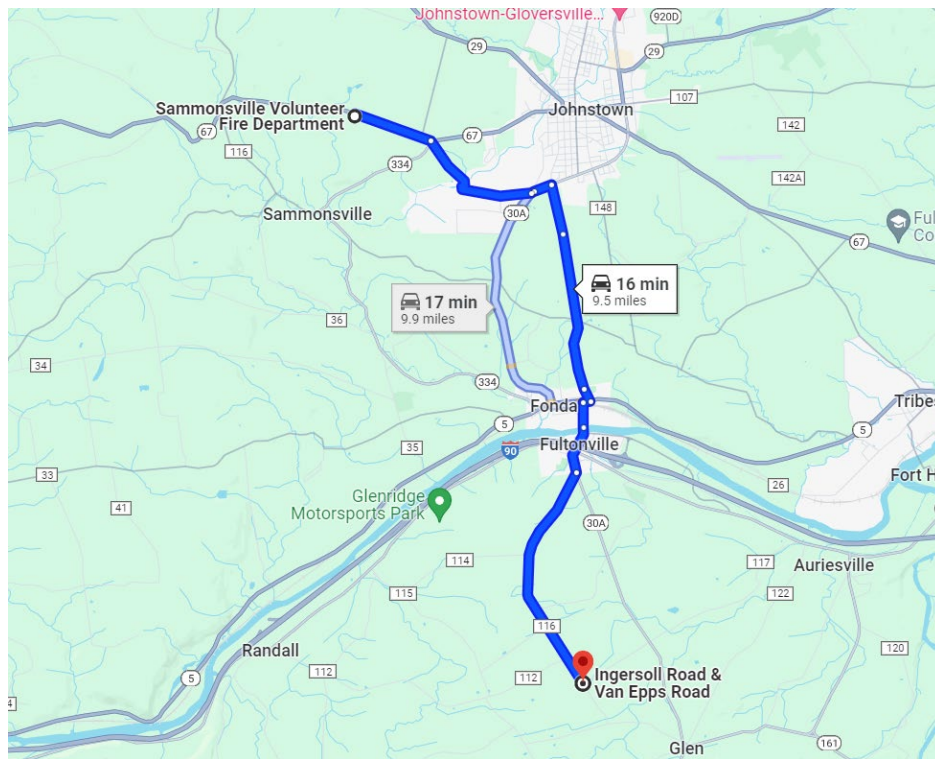 Johnstown-Gloversville...
920D
29
29
Johnstown
107
Sammonsville Volunteer
Fire Department
67
67
142
116
334
142A
Sammonsville
30A
148
67
16 min
9.5 miles
17 min
9.9 miles
36
34
334
Fonda
5
5
35
90
Fultonville
33
26
Glenridge
Motorsports Park
41
30A
114
117
Auriesville
115
122
116
Randall
120
112
112
5
Ingersoll Road &
Van Epps Road
Glen
161